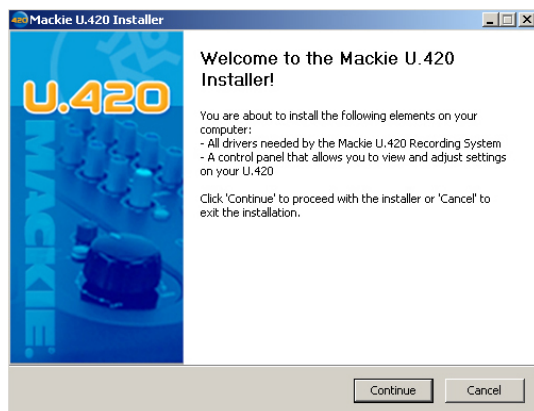 420 Mackie U.420 Installer
U.420
MACKIE
Welcome to the Mackie U.420
Installer!
You are about to install the following elements on your
computer:
- All drivers needed by the Mackie U.420 Recording System
- A control panel that allows you to view and adjust settings
on your U.420
Click 'Continue' to proceed with the installer or 'Cancel' to
exit the installation.
Continue
Cancel